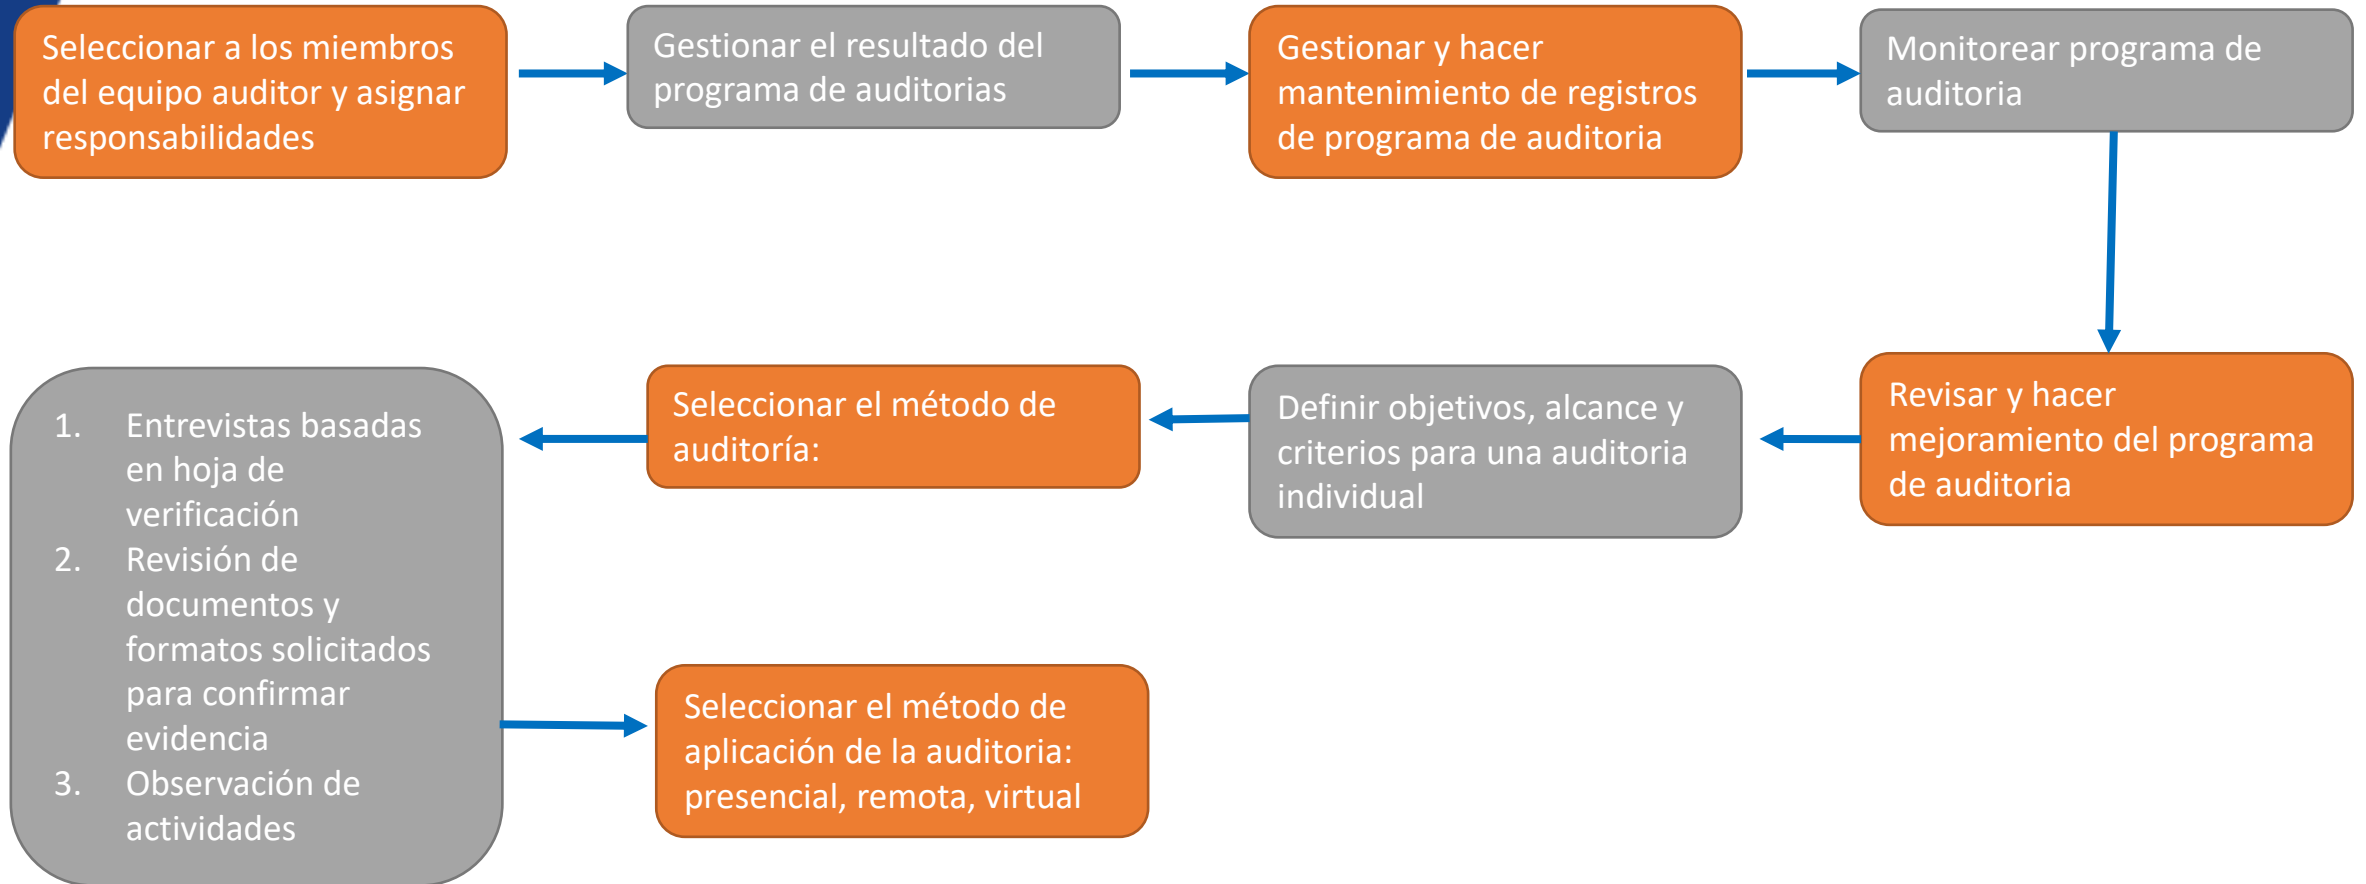 Seleccionar a los miembros
del equipo auditor y asignar
responsabilidades
Gestionar el resultado del
programa de auditorias
Gestionar y hacer
mantenimiento de registros
de programa de auditoria
Monitorear programa de
auditoria
Revisar y hacer
mejoramiento del programa
de auditoria
Definir objetivos, alcance y
criterios para una auditoria
individual
Seleccionar el método de
auditoría:
1. Entrevistas basadas
en hoja de
verificación
2. Revisión de
documentos y
formatos solicitados
para confirmar
evidencia
3. Observación de
actividades
Seleccionar el método de
aplicación de la auditoria:
presencial, remota, virtual